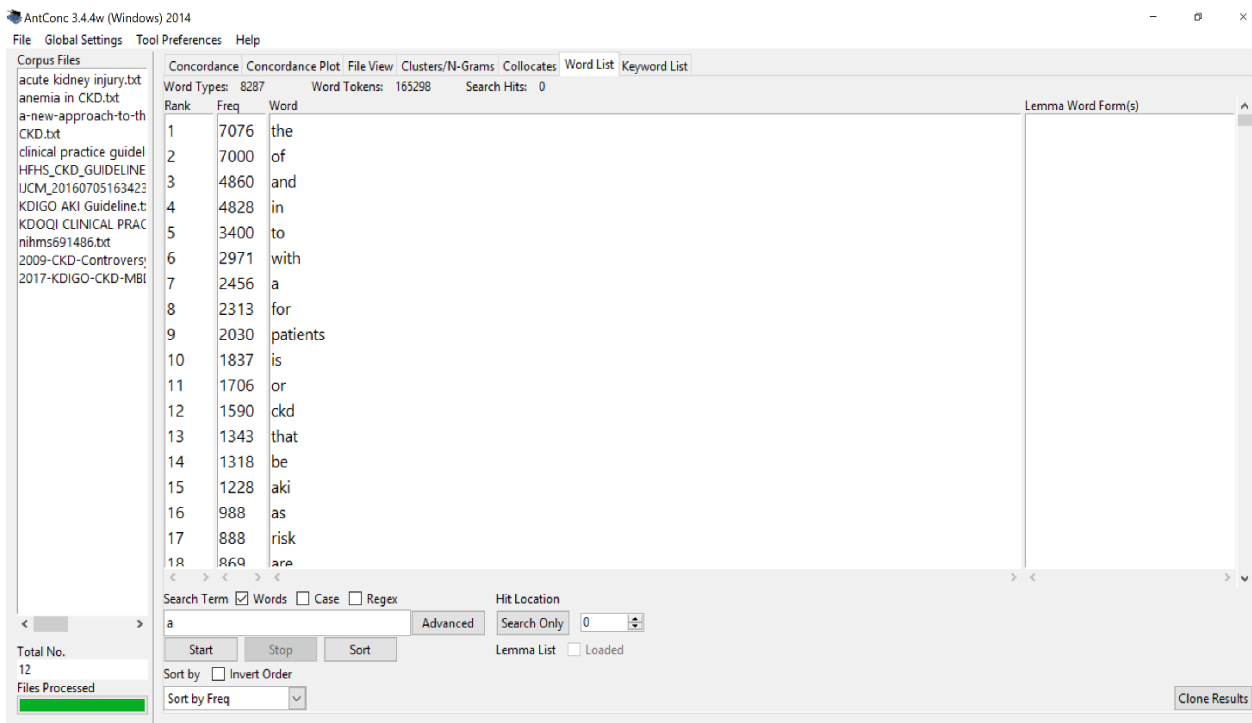 AntConc 3.4.4w (Windows) 2014
File Global Settings Tool Preferences Help
Corpus Files
acute kidney injury.txt
anemia in CKD.txt
a-new-approach-to-th
CKD.txt
clinical practice guidel
HFHS_CKD_GUIDELINE
IJCM_20160705163423
KDIGO AKI Guideline.t
KDOQI CLINICAL PRAC
nihms691486.txt
2009-CKD-Controvers
2017-KDIGO-CKD-MBD
Total No.
12
Files Processed
Concordance Concordance Plot File View Clusters/N-Grams Collocates Word List Keyword List
Word Types: 8287 Word Tokens: 165298 Search Hits: 0
Rank Freq Word Lemma Word Form(s)
1 7076 the
2 7000 of
3 4860 and
4 4828 in
5 3400 to
6 2971 with
7 2456 a
8 2313 for
9 2030 patients
10 1837 is
11 1706 or
12 1590 ckd
13 1343 that
14 1318 be
15 1228 aki
16 988 as
17 888 risk
18 869 are
Search Term Words Case Regex Hit Location
a Advanced Search Only 0
Start Stop Sort Lemma List Loaded
Sort by Invert Order
Sort by Freq Clone Results